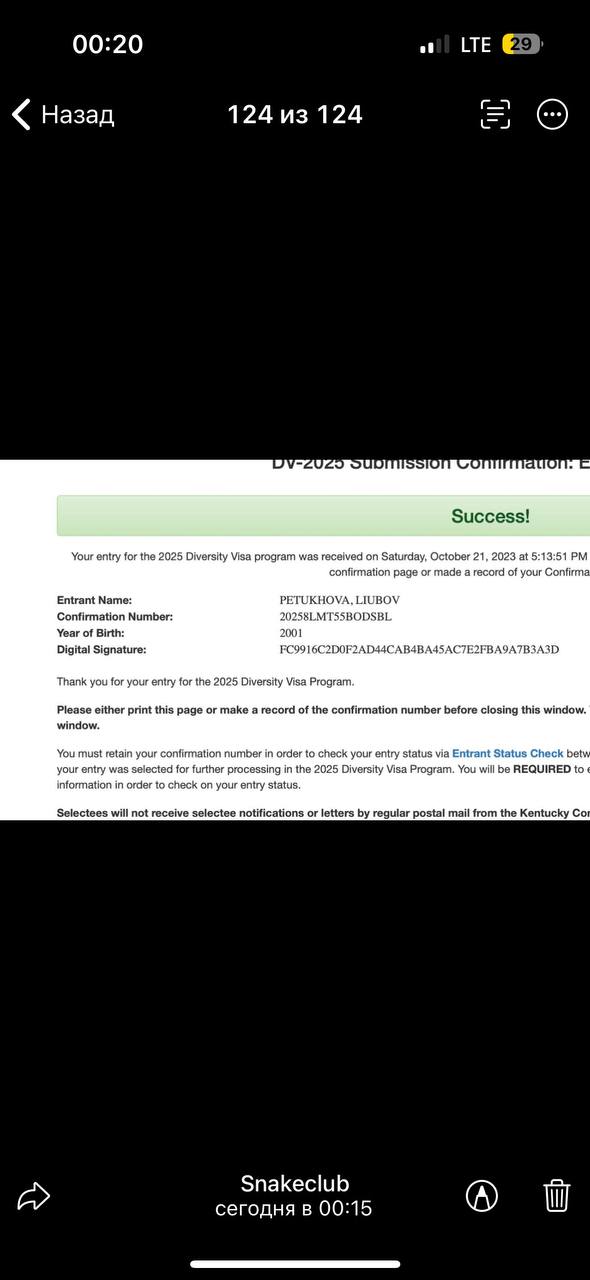 00:20
LTE 29
Назад
124 из 124
DV-2025 Submission Confirmation: E
Success!
Your entry for the 2025 Diversity Visa program was received on Saturday, October 21, 2023 at 5:13:51 PM
confirmation page or made a record of your Confirma
Entrant Name: PETUKHOVA, LIUBOV
Confirmation Number: 20258LMT55BODSBL
Year of Birth: 2001
Digital Signature: FC9916C2D0F2AD44CAB4BA45AC7E2FBA9A7B3A3D
Thank you for your entry for the 2025 Diversity Visa Program.
Please either print this page or make a record of the confirmation number before closing this window.
window.
You must retain your confirmation number in order to check your entry status via Entrant Status Check betw
your entry was selected for further processing in the 2025 Diversity Visa Program. You will be REQUIRED to e
information in order to check on your entry status.
Selectees will not receive selectee notifications or letters by regular postal mail from the Kentucky Con
Snakeclub
сегодня в 00:15